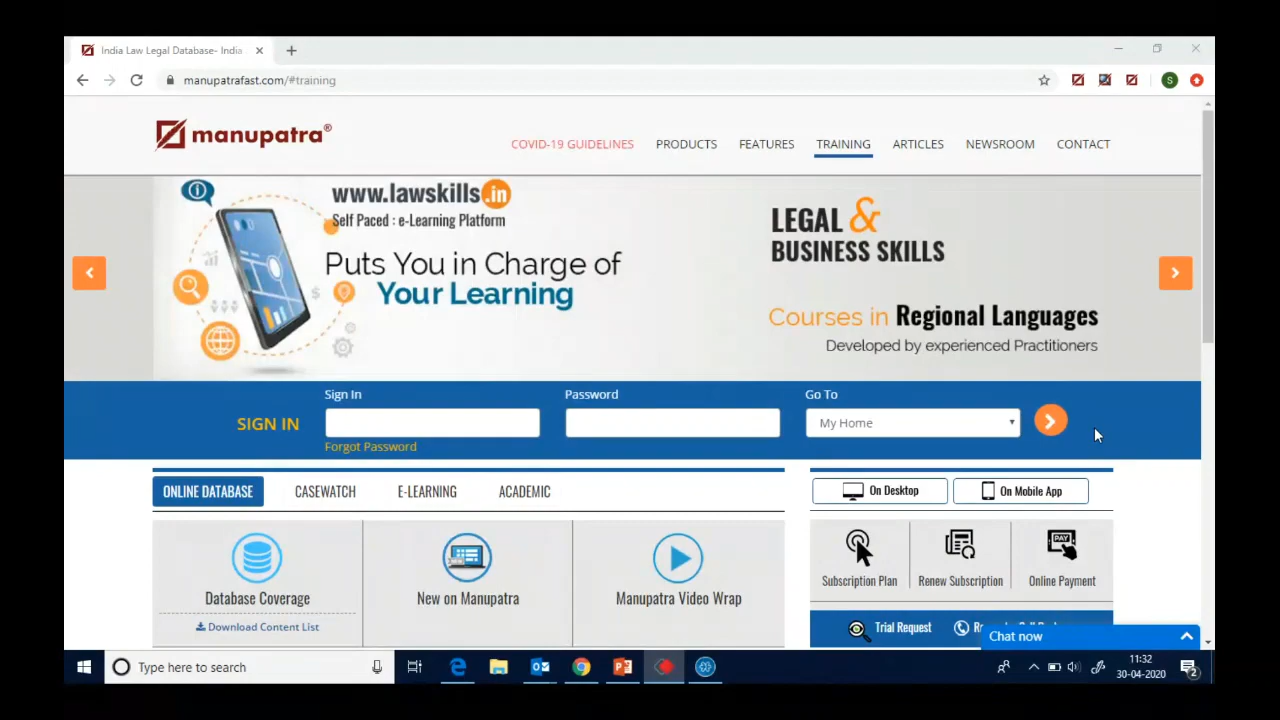 India Law Legal Database- India
manupatrafast.com/#training
S
manupatra®
COVID-19 GUIDELINES
PRODUCTS
FEATURES
TRAINING
ARTICLES
NEWSROOM
CONTACT
www.lawskills.in
Self Paced : e-Learning Platform
Puts You in Charge of
Your Learning
LEGAL &
BUSINESS SKILLS
Courses in Regional Languages
Developed by experienced Practitioners
SIGN IN
Sign In
Password
Go To
My Home
Forgot Password
ONLINE DATABASE
CASEWATCH
E-LEARNING
ACADEMIC
On Desktop
On Mobile App
Database Coverage
Download Content List
New on Manupatra
Manupatra Video Wrap
PAY
Subscription Plan
Renew Subscription
Online Payment
Trial Request
Chat now
Type here to search
11:32
30-04-2020
2